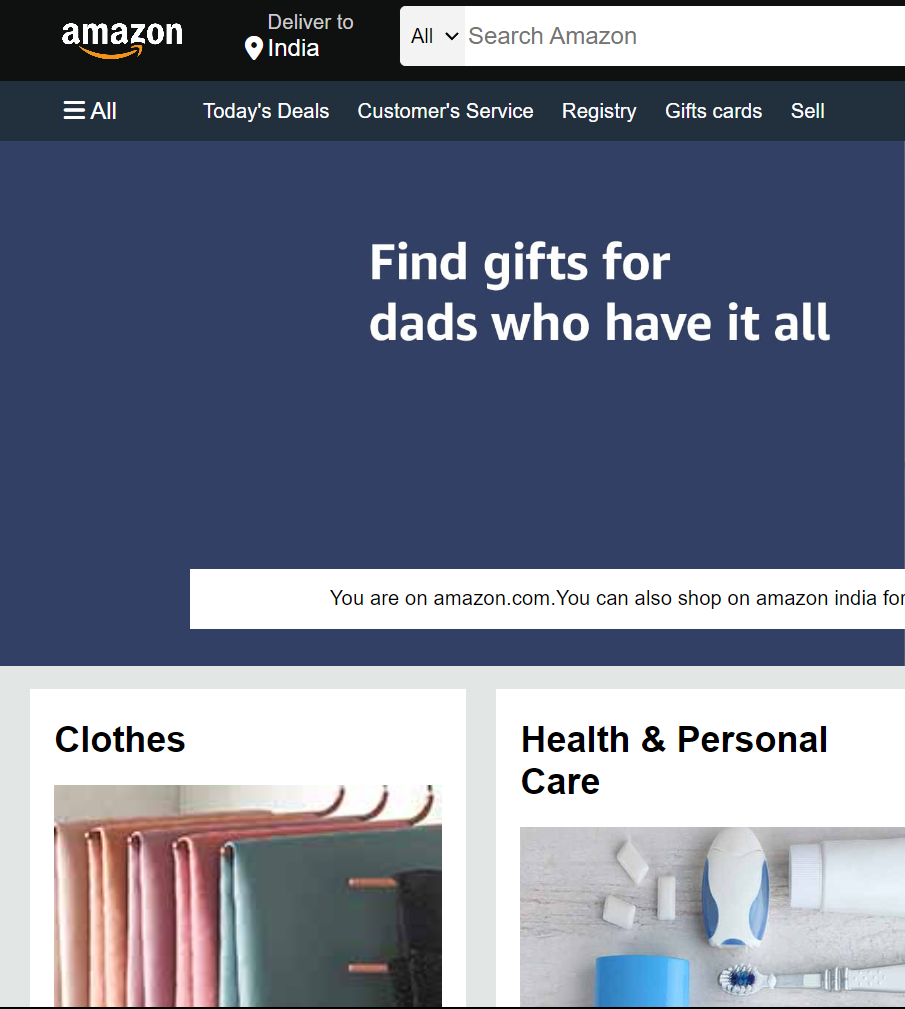 amazon
Deliver to
India
All
Search Amazon
All
Today's Deals
Customer's Service
Registry
Gifts cards
Sell
Find gifts for
dads who have it all
You are on amazon.com.You can also shop on amazon india for
Clothes
Health & Personal
Care